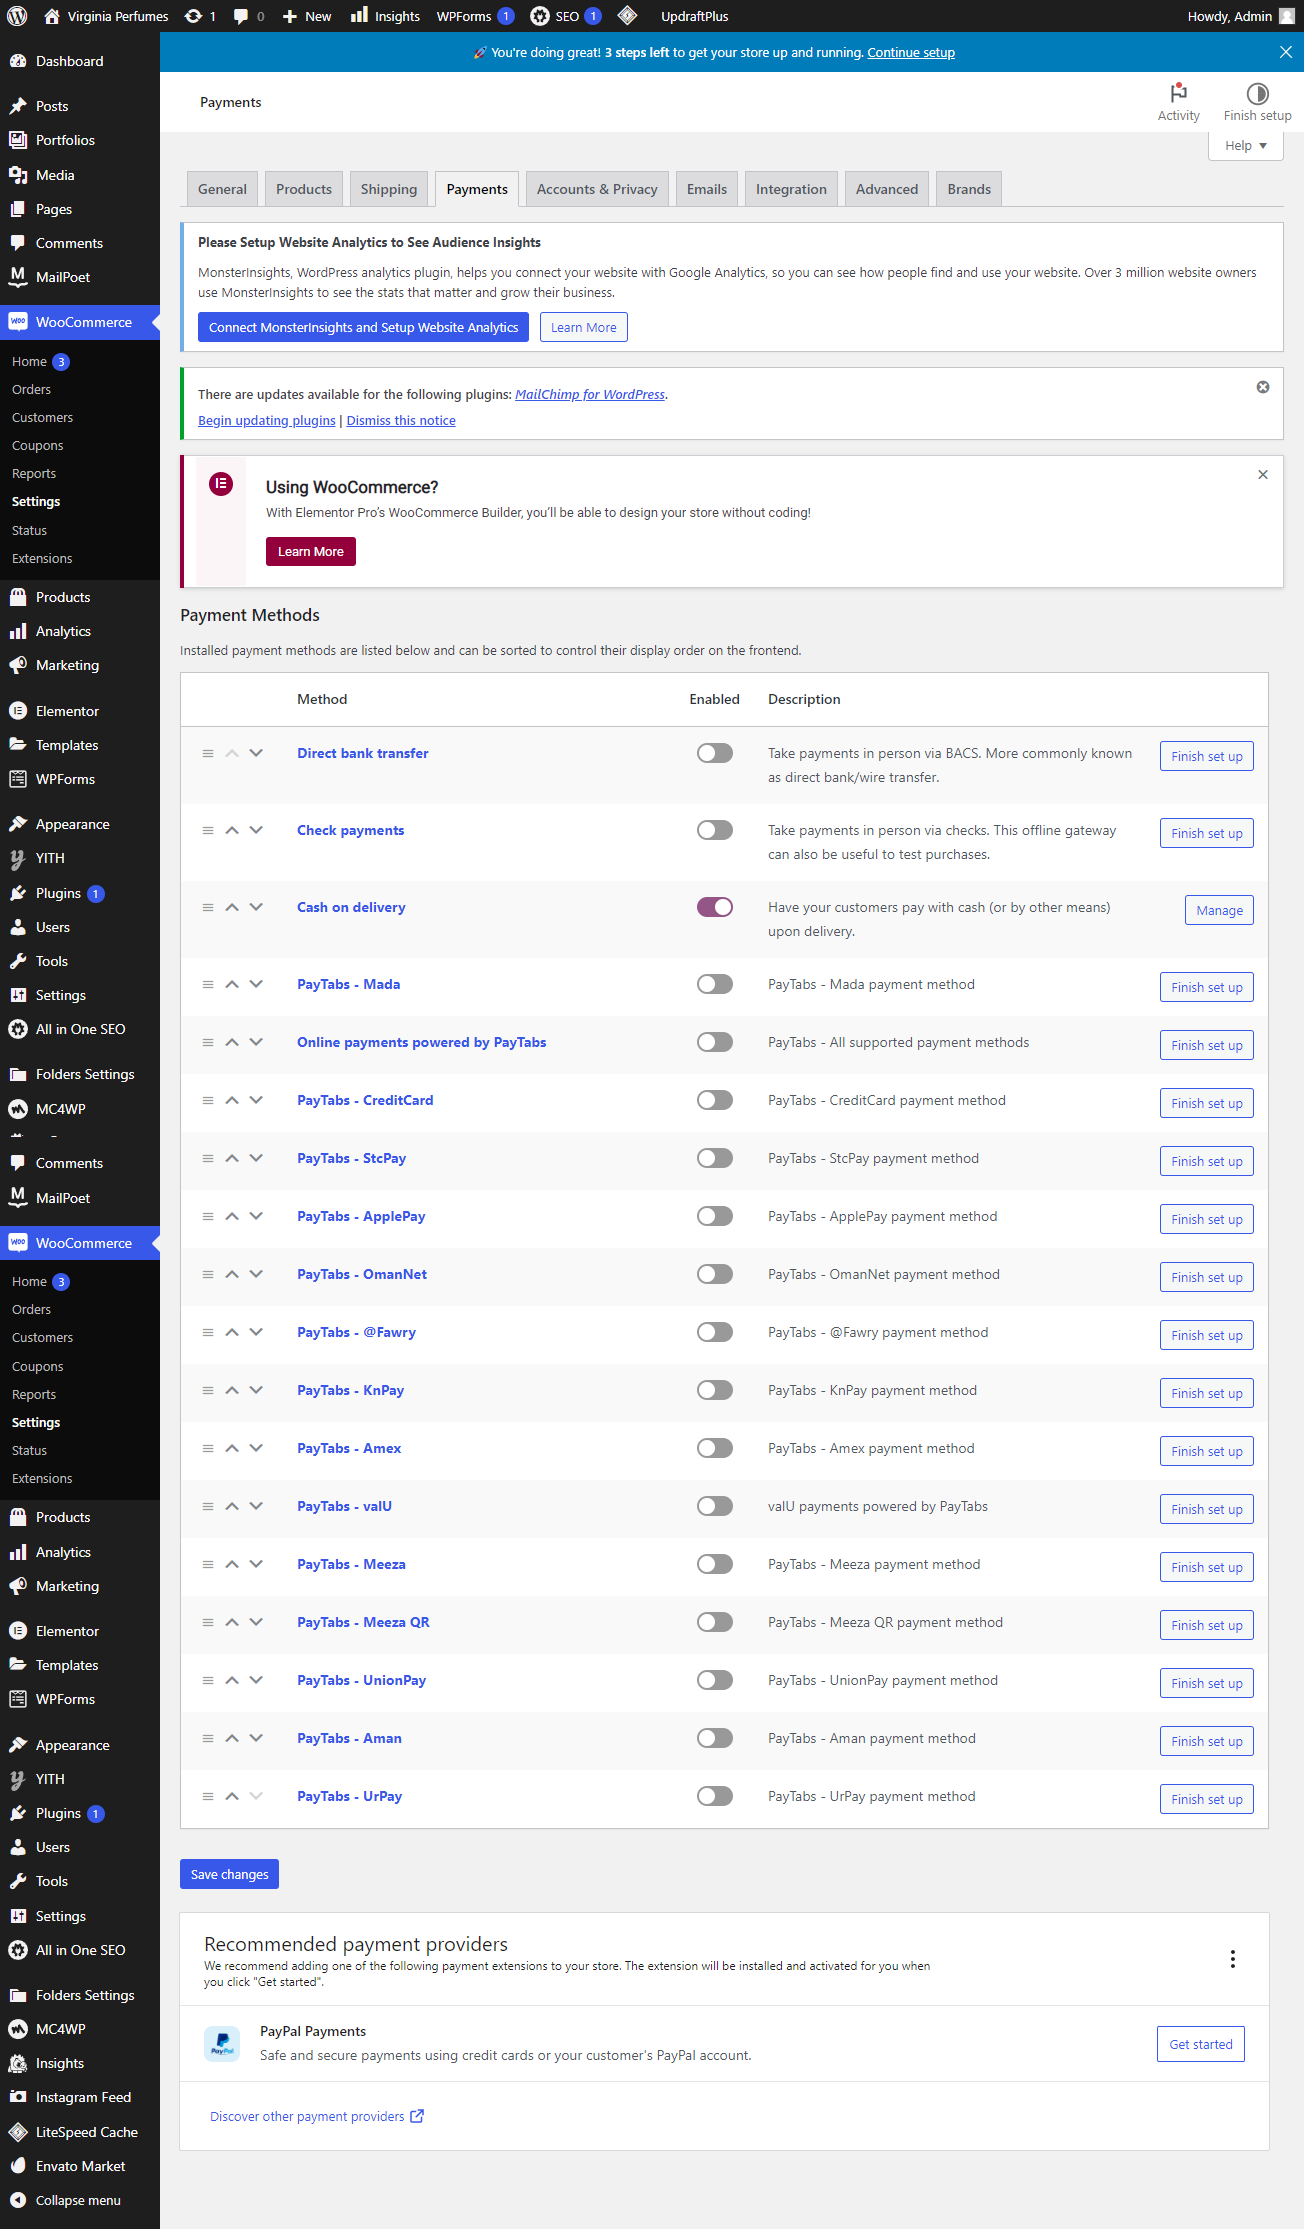 Virginia Perfumes 1 0 New Insights WPForms 1 SEO 1 UpdraftPlus Howdy, Admin
🚀 You're doing great! 3 steps left to get your store up and running. Continue setup
Payments
Activity
Finish setup
Help
General
Products
Shipping
Payments
Accounts & Privacy
Emails
Integration
Advanced
Brands
Dashboard
Posts
Portfolios
Media
Pages
Comments
MailPoet
WooCommerce
Home 3
Orders
Customers
Coupons
Reports
Settings
Status
Extensions
Products
Analytics
Marketing
Elementor
Templates
WPForms
Appearance
YITH
Plugins 1
Users
Tools
Settings
All in One SEO
Folders Settings
MC4WP
Comments
MailPoet
WooCommerce
Home 3
Orders
Customers
Coupons
Reports
Settings
Status
Extensions
Products
Analytics
Marketing
Elementor
Templates
WPForms
Appearance
YITH
Plugins 1
Users
Tools
Settings
All in One SEO
Folders Settings
MC4WP
Insights
Instagram Feed
LiteSpeed Cache
Envato Market
Collapse menu
Please Setup Website Analytics to See Audience Insights
MonsterInsights, WordPress analytics plugin, helps you connect your website with Google Analytics, so you can see how people find and use your website. Over 3 million website owners
use MonsterInsights to see the stats that matter and grow their business.
Connect MonsterInsights and Setup Website Analytics
Learn More
There are updates available for the following plugins: MailChimp for WordPress.
Begin updating plugins | Dismiss this notice
Using WooCommerce?
With Elementor Pro's WooCommerce Builder, you'll be able to design your store without coding!
Learn More
Payment Methods
Installed payment methods are listed below and can be sorted to control their display order on the frontend.
Method Enabled Description
Direct bank transfer Take payments in person via BACS. More commonly known Finish set up
as direct bank/wire transfer.
Check payments Take payments in person via checks. This offline gateway Finish set up
can also be useful to test purchases.
Cash on delivery Have your customers pay with cash (or by other means) Manage
upon delivery.
PayTabs - Mada PayTabs - Mada payment method Finish set up
Online payments powered by PayTabs PayTabs - All supported payment methods Finish set up
PayTabs - CreditCard PayTabs - CreditCard payment method Finish set up
PayTabs - StcPay PayTabs - StcPay payment method Finish set up
PayTabs - ApplePay PayTabs - ApplePay payment method Finish set up
PayTabs - OmanNet PayTabs - OmanNet payment method Finish set up
PayTabs - @Fawry PayTabs - @Fawry payment method Finish set up
PayTabs - KnPay PayTabs - KnPay payment method Finish set up
PayTabs - Amex PayTabs - Amex payment method Finish set up
PayTabs - valU valU payments powered by PayTabs Finish set up
PayTabs - Meeza PayTabs - Meeza payment method Finish set up
PayTabs - Meeza QR PayTabs - Meeza QR payment method Finish set up
PayTabs - UnionPay PayTabs - UnionPay payment method Finish set up
PayTabs - Aman PayTabs - Aman payment method Finish set up
PayTabs - UrPay PayTabs - UrPay payment method Finish set up
Save changes
Recommended payment providers
We recommend adding one of the following payment extensions to your store. The extension will be installed and activated for you when
you click "Get started".
PayPal
PayPal Payments
Safe and secure payments using credit cards or your customer's PayPal account.
Get started
Discover other payment providers